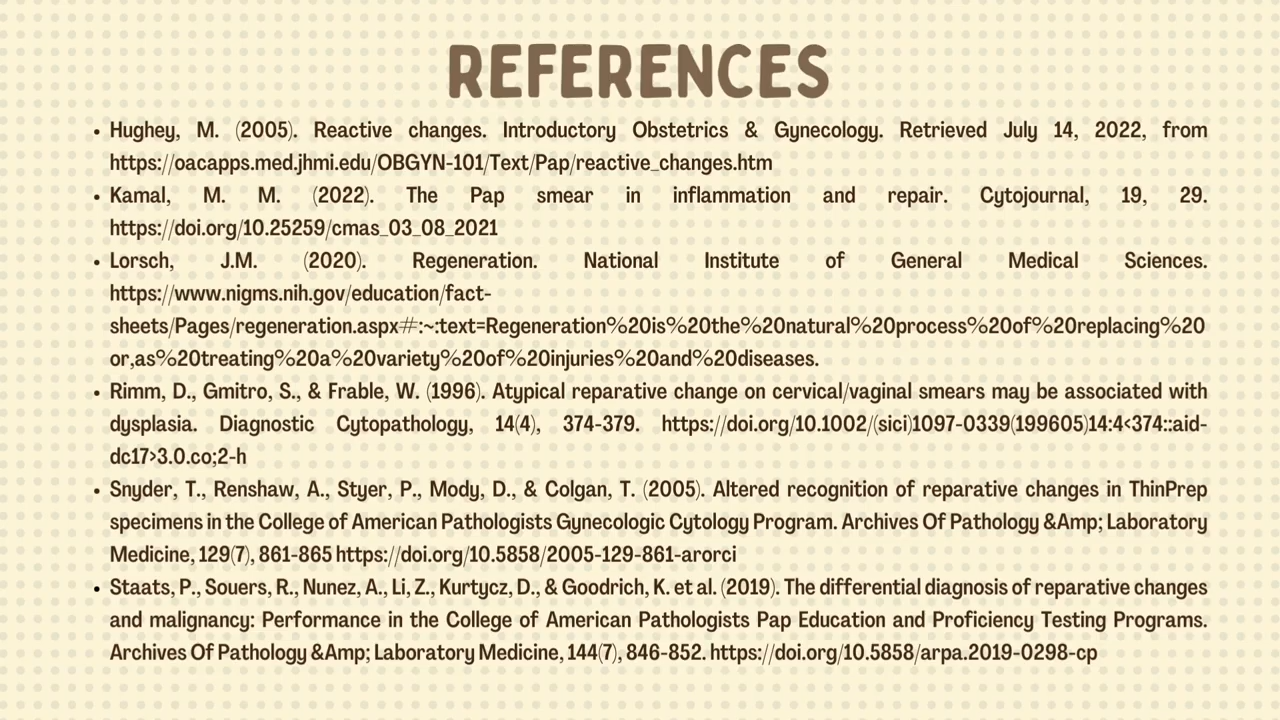 REFERENCES
• Hughey, M. (2005). Reactive changes. Introductory Obstetrics & Gynecology. Retrieved July 14, 2022, from
https://oacapps.med.jhmi.edu/OBGYN-101/Text/Pap/reactive_changes.htm
• Kamal, M. M. (2022). The Pap smear in inflammation and repair. Cytojournal, 19, 29.
https://doi.org/10.25259/cmas_03_08_2021
• Lorsch, J.M. (2020). Regeneration. National Institute of General Medical Sciences.
https://www.nigms.nih.gov/education/fact-
sheets/Pages/regeneration.aspx#:~:text=Regeneration%20is%20the%20natural%20process%20of%20replacing%20
or,as%20treating%20a%20variety%20of%20injuries%20and%20diseases.
• Rimm, D., Gmitro, S., & Frable, W. (1996). Atypical reparative change on cervical/vaginal smears may be associated with
dysplasia. Diagnostic Cytopathology, 14(4), 374-379. https://doi.org/10.1002/(sici)1097-0339(199605)14:4<374::aid-
dc17>3.0.co;2-h
• Snyder, T., Renshaw, A., Styer, P., Mody, D., & Colgan, T. (2005). Altered recognition of reparative changes in ThinPrep
specimens in the College of American Pathologists Gynecologic Cytology Program. Archives Of Pathology &Amp; Laboratory
Medicine, 129(7), 861-865 https://doi.org/10.5858/2005-129-861-arorci
• Staats, P., Souers, R., Nunez, A., Li, Z., Kurtycz, D., & Goodrich, K. et al. (2019). The differential diagnosis of reparative changes
and malignancy: Performance in the College of American Pathologists Pap Education and Proficiency Testing Programs.
Archives Of Pathology &Amp; Laboratory Medicine, 144(7), 846-852. https://doi.org/10.5858/arpa.2019-0298-cp